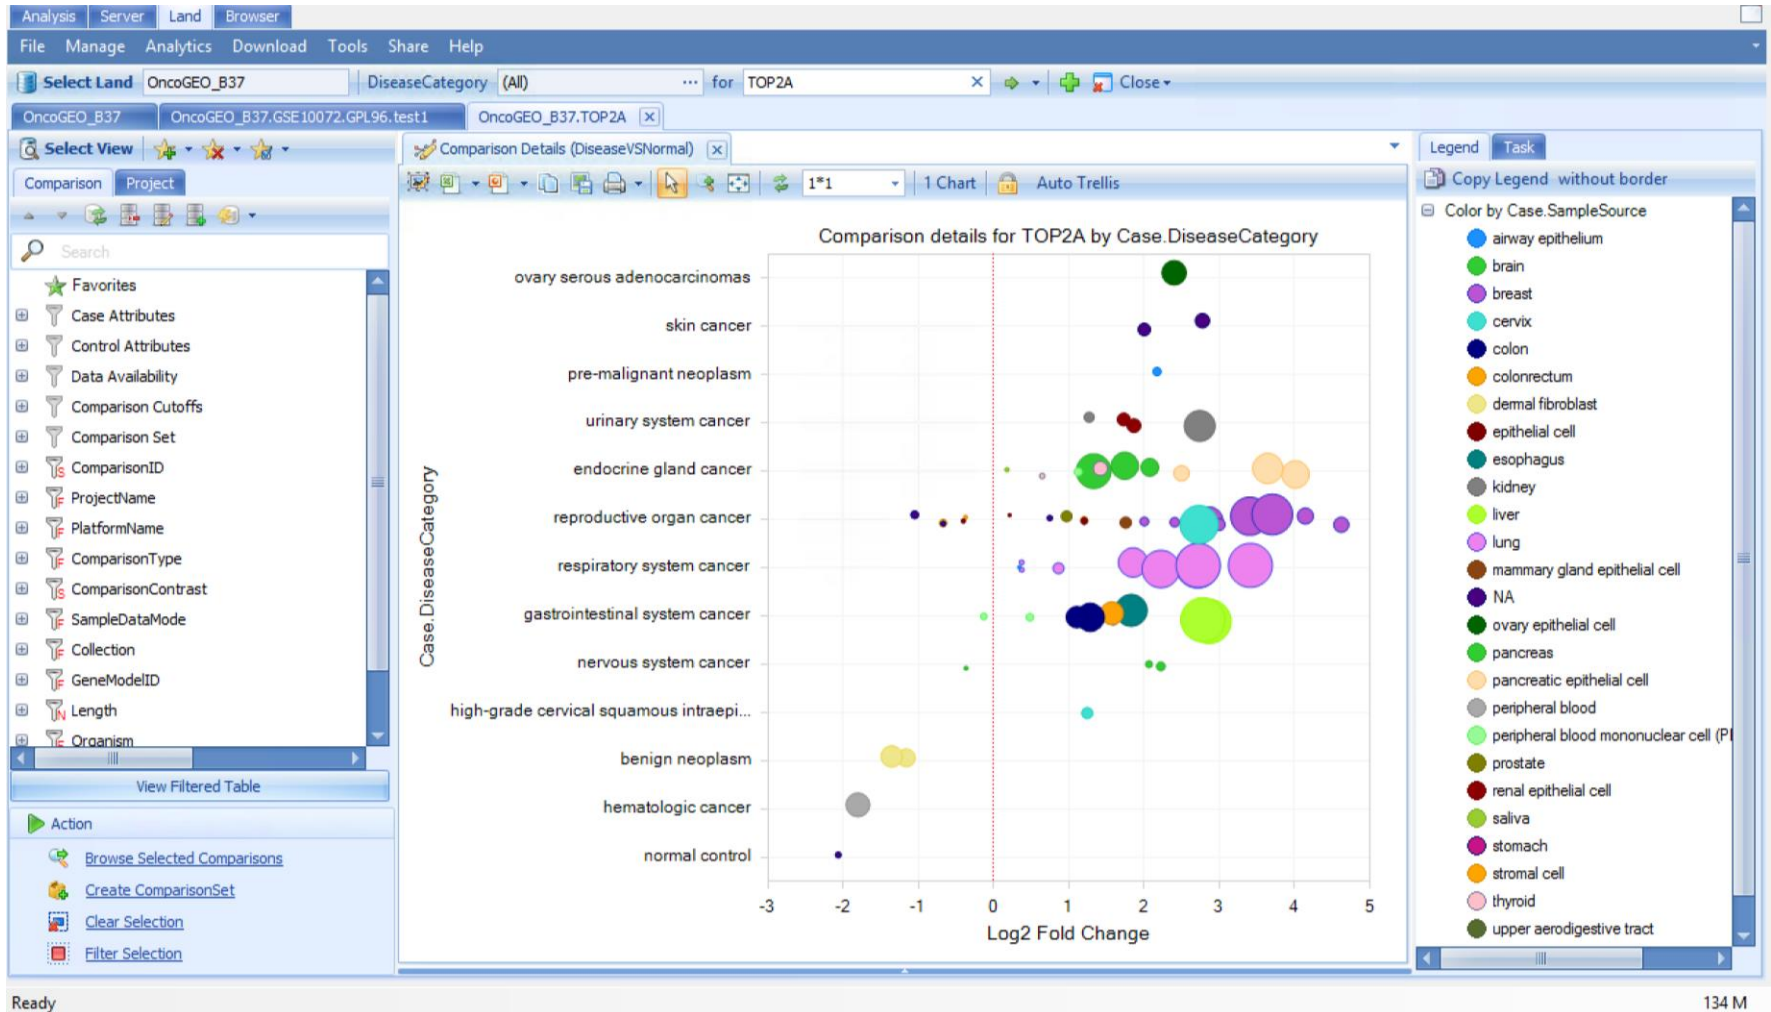 Analysis Server Land Browser
File Manage Analytics Download Tools Share Help
Select Land OncoGEO_B37 DiseaseCategory (All) ... for TOP2A Close
OncoGEO_B37 OncoGEO_B37.GSE10072.GPL96.test1 OncoGEO_B37.TOP2A
Select View
Comparison Project
Search
Favorites
Case Attributes
Control Attributes
Data Availability
Comparison Cutoffs
Comparison Set
ComparisonID
ProjectName
PlatformName
ComparisonType
ComparisonContrast
SampleDataMode
Collection
GeneModelID
Length
Organism
View Filtered Table
Action
Browse Selected Comparisons
Create ComparisonSet
Clear Selection
Filter Selection
Comparison Details (DiseaseVSNormal)
1*1 1 Chart Auto Trellis
Comparison details for TOP2A by Case.DiseaseCategory
Case.DiseaseCategory
ovary serous adenocarcinomas
skin cancer
pre-malignant neoplasm
urinary system cancer
endocrine gland cancer
reproductive organ cancer
respiratory system cancer
gastrointestinal system cancer
nervous system cancer
high-grade cervical squamous intraepi...
benign neoplasm
hematologic cancer
normal control
-3 -2 -1 0 1 2 3 4 5
Log2 Fold Change
Legend Task
Copy Legend without border
Color by Case.SampleSource
airway epithelium
brain
breast
cervix
colon
colonrectum
dermal fibroblast
epithelial cell
esophagus
kidney
liver
lung
mammary gland epithelial cell
NA
ovary epithelial cell
pancreas
pancreatic epithelial cell
peripheral blood
peripheral blood mononuclear cell (PI
prostate
renal epithelial cell
saliva
stomach
stromal cell
thyroid
upper aerodigestive tract
Ready 134 M